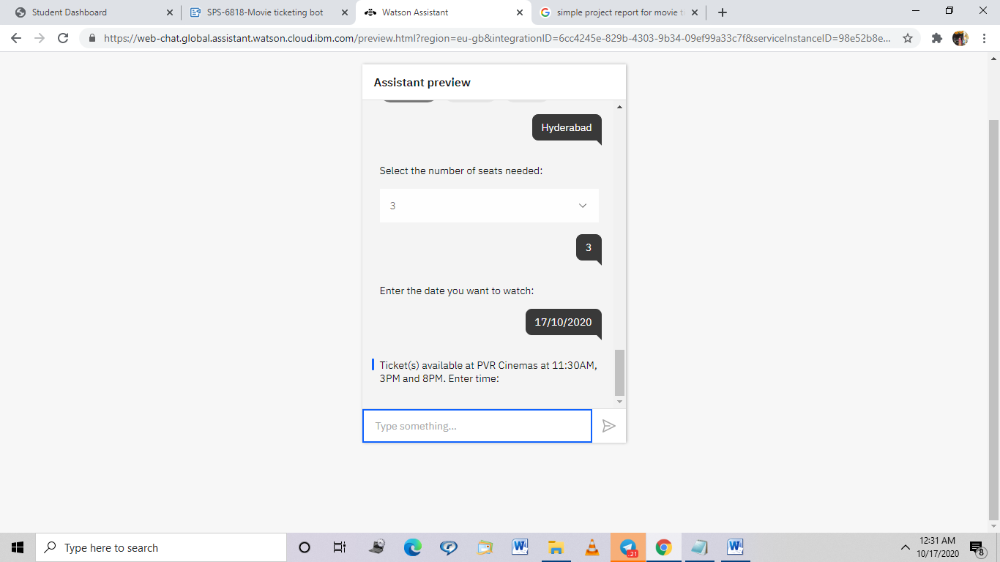 Student Dashboard
SPS-6818-Movie ticketing bot
Watson Assistant
simple project report for movie t
https://web-chat.global.assistant.watson.cloud.ibm.com/preview.html?region=eu-gb&integrationID=6cc4245e-829b-4303-9b34-09ef99a33c7f&serviceInstanceID=98e52b8e...
Assistant preview
Hyderabad
Select the number of seats needed:
3
3
Enter the date you want to watch:
17/10/2020
Ticket(s) available at PVR Cinemas at 11:30AM,
3PM and 8PM. Enter time:
Type something...
Type here to search
21
12:31 AM
10/17/2020
8